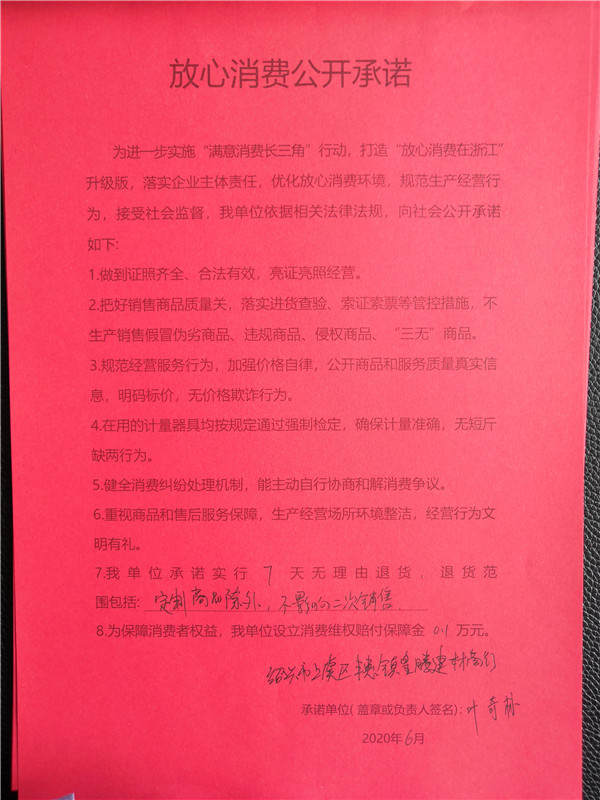 放心消费公开承诺
为进一步实施“满意消费长三角”行动，打造“放心消费在浙江”
升级版，落实企业主体责任，优化放心消费环境，规范生产经营行
为，接受社会监督，我单位依据相关法律法规，向社会公开承诺
如下:
1.做到证照齐全、合法有效，亮证亮照经营。
2.把好销售商品质量关，落实进货查验、索证索票等管控措施，不
生产销售假冒伪劣商品、违规商品、侵权商品、“三无”商品。
3.规范经营服务行为，加强价格自律，公开商品和服务质量真实信
息，明码标价，无价格欺诈行为。
4.在用的计量器具均按规定通过强制检定，确保计量准确，无短斤
缺两行为。
5.健全消费纠纷处理机制，能主动自行协商和解消费争议。
6.重视商品和售后服务保障，生产经营场所环境整洁，经营行为文
明有礼。
7.我单位承诺实行 7 天无理由退货，退货范
围包括: 定制商品除外，不影响二次销售.
8.为保障消费者权益，我单位设立消费维权赔付保障金 0.1 万元。
绍兴市上虞区 镇 建材商行
承诺单位( 盖章或负责人签名): 叶奇
2020年6月